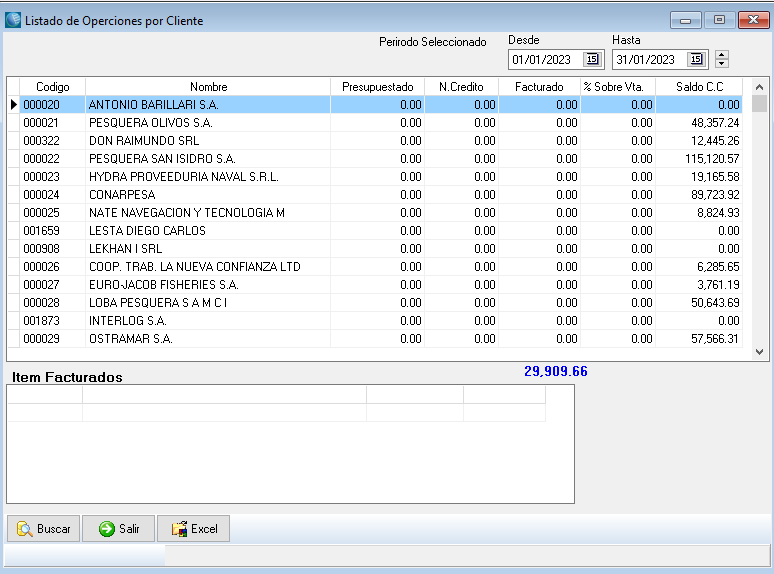 Listado de Operciones por Cliente
Perirodo Seleccionado Desde Hasta
01/01/2023 15 31/01/2023 15
Codigo Nombre Presupuestado N.Credito Facturado % Sobre Vta. Saldo C.C
000020 ANTONIO BARILLARI S.A. 0.00 0.00 0.00 0.00 0.00
000021 PESQUERA OLIVOS S.A. 0.00 0.00 0.00 0.00 48,357.24
000322 DON RAIMUNDO SRL 0.00 0.00 0.00 0.00 12,445.26
000022 PESQUERA SAN ISIDRO S.A. 0.00 0.00 0.00 0.00 115,120.57
000023 HYDRA PROVEEDURIA NAVAL S.R.L. 0.00 0.00 0.00 0.00 19,165.58
000024 CONARPESA 0.00 0.00 0.00 0.00 89,723.92
000025 NATE NAVEGACION Y TECNOLOGIA M 0.00 0.00 0.00 0.00 8,824.93
001659 LESTA DIEGO CARLOS 0.00 0.00 0.00 0.00 0.00
000908 LEKHAN I SRL 0.00 0.00 0.00 0.00 0.00
000026 COOP. TRAB. LA NUEVA CONFIANZA LTD 0.00 0.00 0.00 0.00 6,285.65
000027 EURO-JACOB FISHERIES S.A. 0.00 0.00 0.00 0.00 3,761.19
000028 LOBA PESQUERA S A M C I 0.00 0.00 0.00 0.00 50,643.69
001873 INTERLOG S.A. 0.00 0.00 0.00 0.00 0.00
000029 OSTRAMAR S.A. 0.00 0.00 0.00 0.00 57,566.31
Item Facturados 29,909.66
Buscar Salir Excel